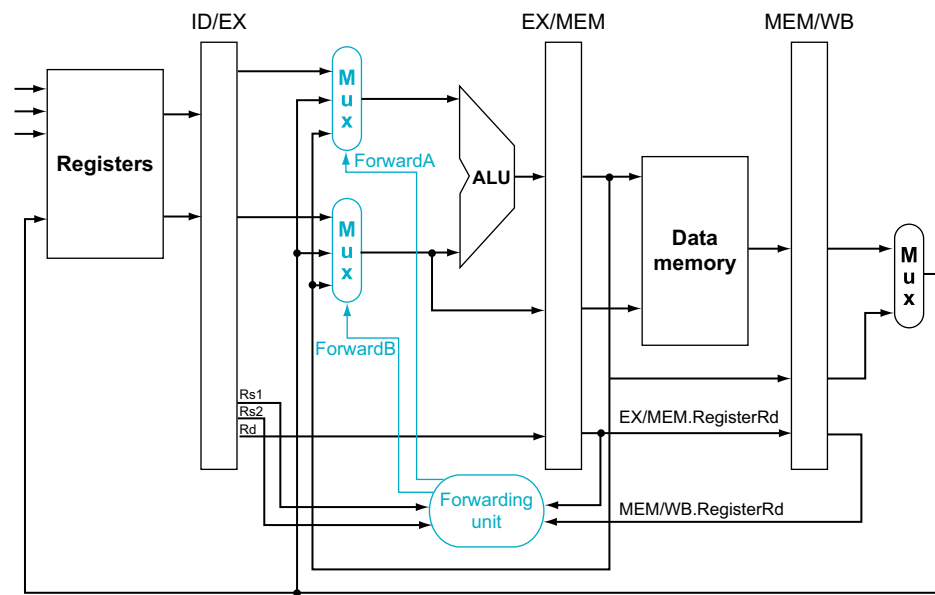 ID/EX
EX/MEM
MEM/WB
Registers
M
u
x
ForwardA
ALU
M
u
x
Data
memory
M
u
x
ForwardB
Rs1
Rs2
Rd
EX/MEM.RegisterRd
Forwarding
unit
MEM/WB.RegisterRd